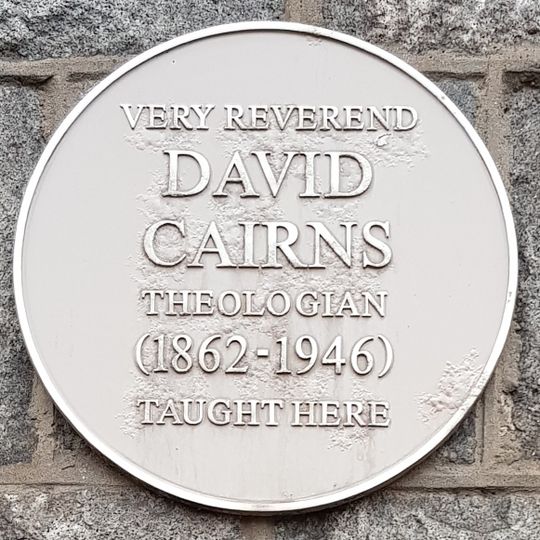 VERY REVEREND
DAVID
CAIRNS
THEOLOGIAN
(1862-1946)
TAUGHT HERE